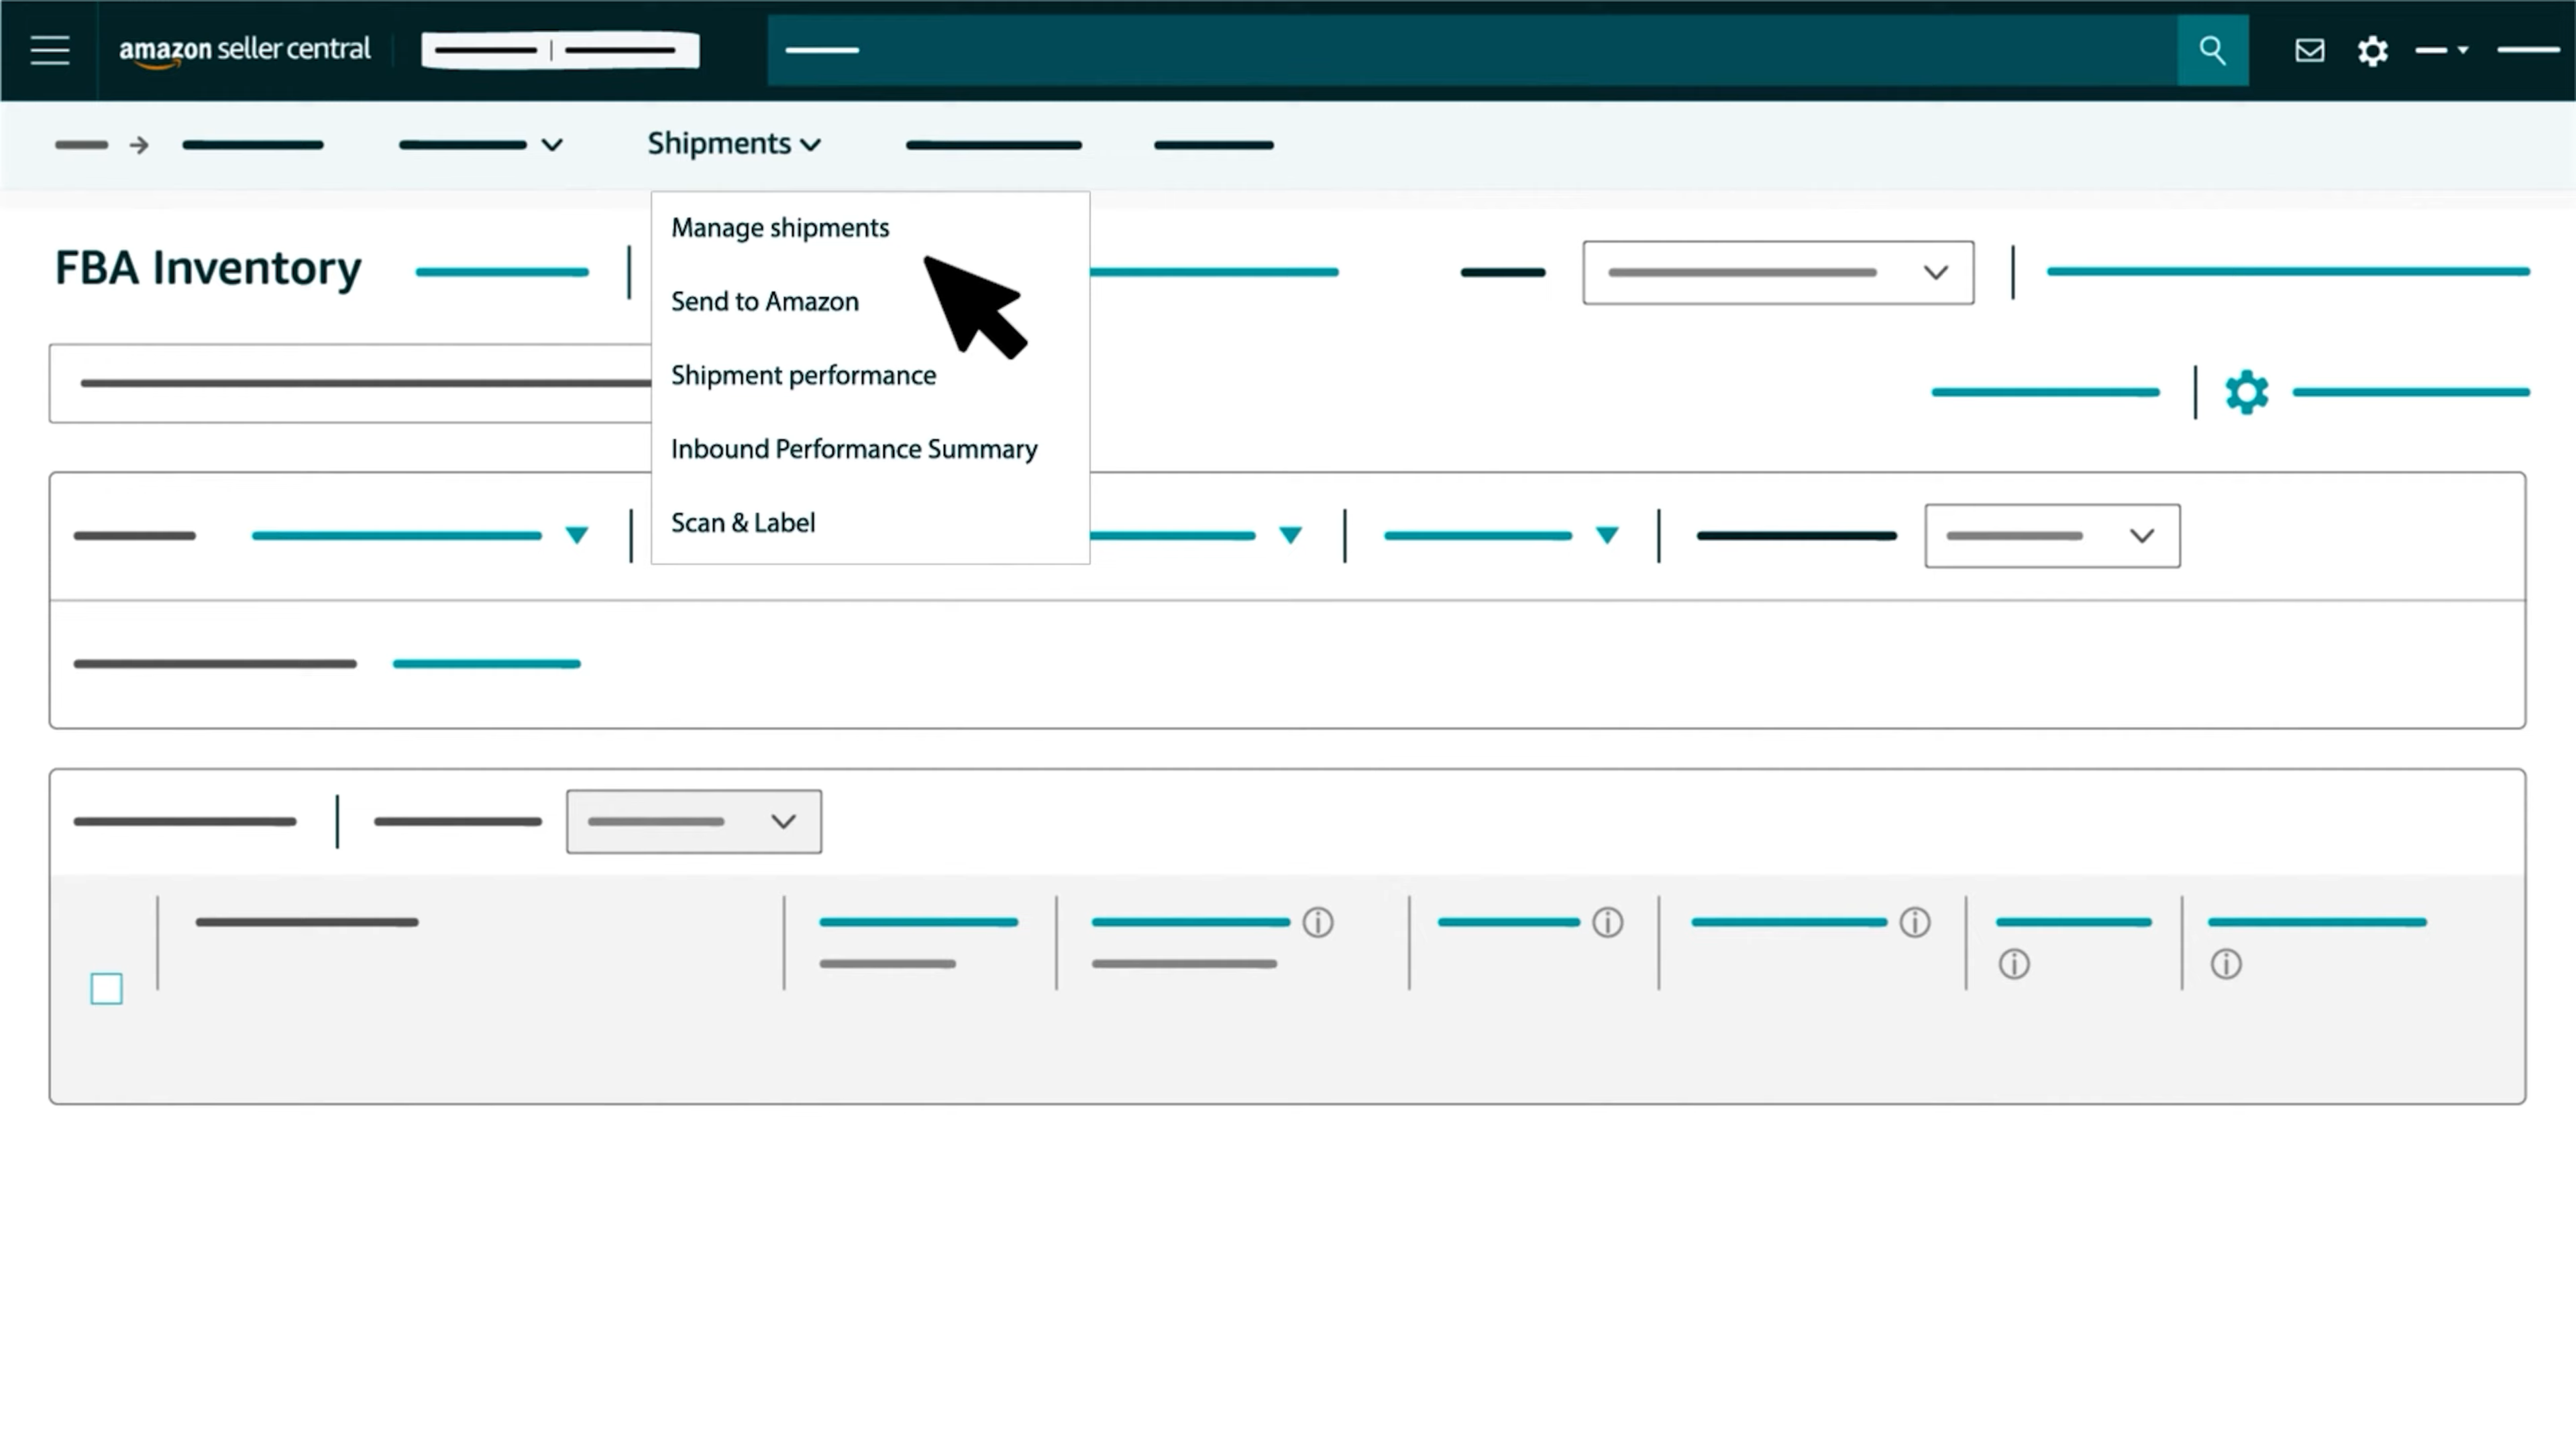 amazon seller central
Shipments
Manage shipments
FBA Inventory
Send to Amazon
Shipment performance
Inbound Performance Summary
Scan & Label